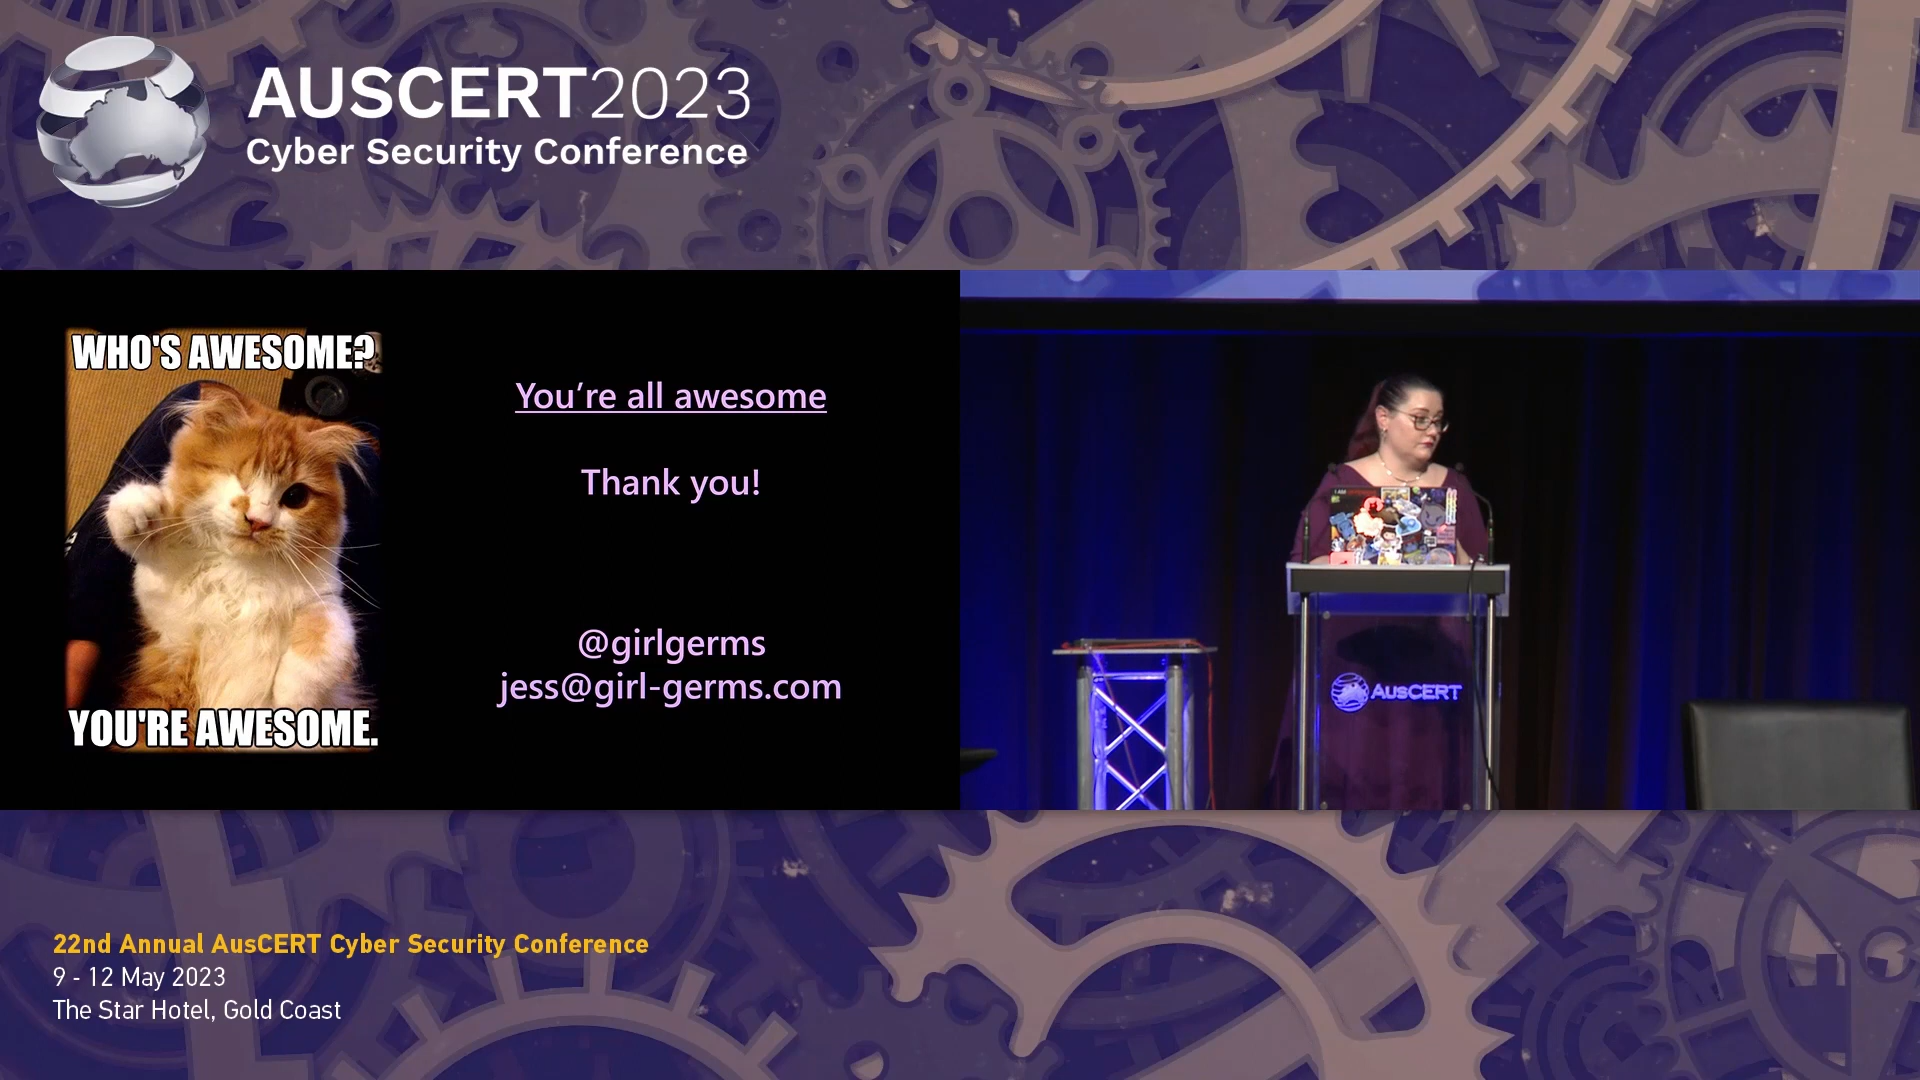 AUSCERT2023
Cyber Security Conference
WHO'S AWESOME?
YOU'RE AWESOME.
You're all awesome
Thank you!
@girlgerms
jess@girl-germs.com
AUSCERT
22nd Annual AusCERT Cyber Security Conference
9 - 12 May 2023
The Star Hotel, Gold Coast